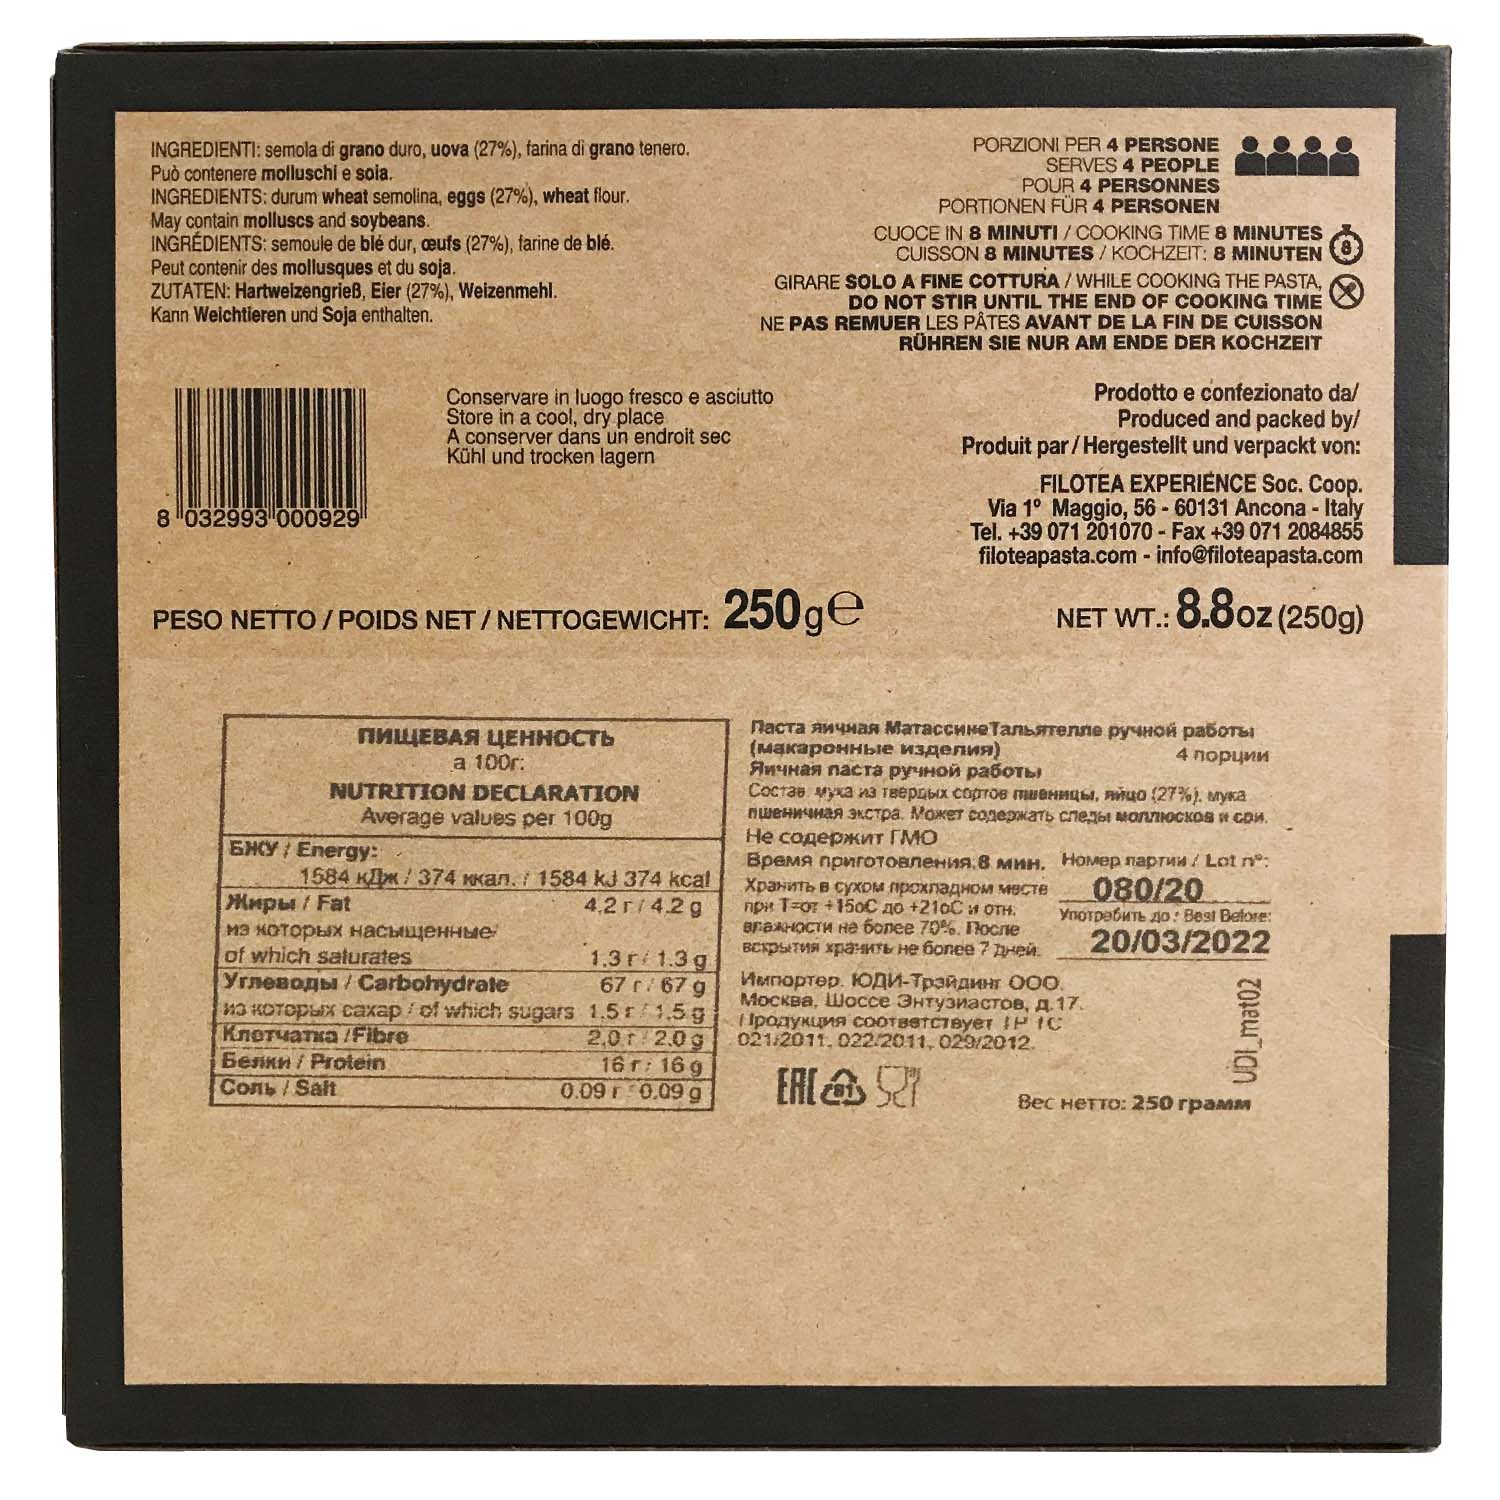 INGREDIENTI: semola di grano duro, uova (27%), farina di grano tenero.
Può contenere molluschi e soia.
INGREDIENTS: durum wheat semolina, eggs (27%), wheat flour.
May contain molluscs and soybeans.
INGRÉDIENTS: semoule de blé dur, œufs (27%), farine de blé.
Peut contenir des mollusques et du soja.
ZUTATEN: Hartweizengrieß, Eier (27%), Weizenmehl.
Kann Weichtieren und Soja enthalten.
PORZIONI PER 4 PERSONE
SERVES 4 PEOPLE
POUR 4 PERSONNES
PORTIONEN FÜR 4 PERSONEN
CUOCE IN 8 MINUTI / COOKING TIME 8 MINUTES
CUISSON 8 MINUTES / KOCHZEIT: 8 MINUTEN
8
GIRARE SOLO A FINE COTTURA / WHILE COOKING THE PASTA,
DO NOT STIR UNTIL THE END OF COOKING TIME
NE PAS REMUER LES PÂTES AVANT DE LA FIN DE CUISSON
RÜHREN SIE NUR AM ENDE DER KOCHZEIT
8 032993 000929
Conservare in luogo fresco e asciutto
Store in a cool, dry place
A conserver dans un endroit sec
Kühl und trocken lagern
Prodotto e confezionato da/
Produced and packed by/
Produit par / Hergestellt und verpackt von:
FILOTEA EXPERIENCE Soc. Coop.
Via 1° Maggio, 56 - 60131 Ancona - Italy
Tel. +39 071 201070 - Fax +39 071 2084855
filoteapasta.com - info@filoteapasta.com
PESO NETTO / POIDS NET / NETTOGEWICHT: 250g e
NET WT.: 8.8oz (250g)
ПИЩЕВАЯ ЦЕННОСТЬ
а 100г:
NUTRITION DECLARATION
Average values per 100g
БЖУ / Energy:
1584 кДж / 374 ккал. / 1584 kJ 374 kcal
Жиры / Fat 4,2 г / 4.2 g
из которых насыщенные/
of which saturates 1.3 г / 1.3 g
Углеводы / Carbohydrate 67 г / 67 g
из которых сахар / of which sugars 1.5 г / 1.5 g
Клетчатка /Fibre 2,0 г / 2.0 g
Белки / Protein 16 г / 16 g
Соль / Salt 0.09 г 0.09 g
Паста яичная МатассинеТальятелле ручной работы
(макаронные изделия) 4 порции
Яичная паста ручной работы
Состав: мука из твердых сортов пшеницы, яйцо (27%), мука
пшеничная экстра. Может содержать следы моллюсков и сои.
Не содержит ГМО
Время приготовления:8 мин.
Хранить в сухом прохладном месте
при Т=от +15оС до +21оС и отн.
влажности не более 70%. После
вскрытия хранить не более 7 дней.
Номер партии / Lot n°:
080/20
Употребить до / Best Before:
20/03/2022
Импортер. ЮДИ-Трэйдинг ООО.
Москва, Шоссе Энтузиастов, д.17.
Продукция соответствует ТР ТС
021/2011, 022/2011, 029/2012.
EAC 81
UDI_mat02
Вес нетто: 250 грамм